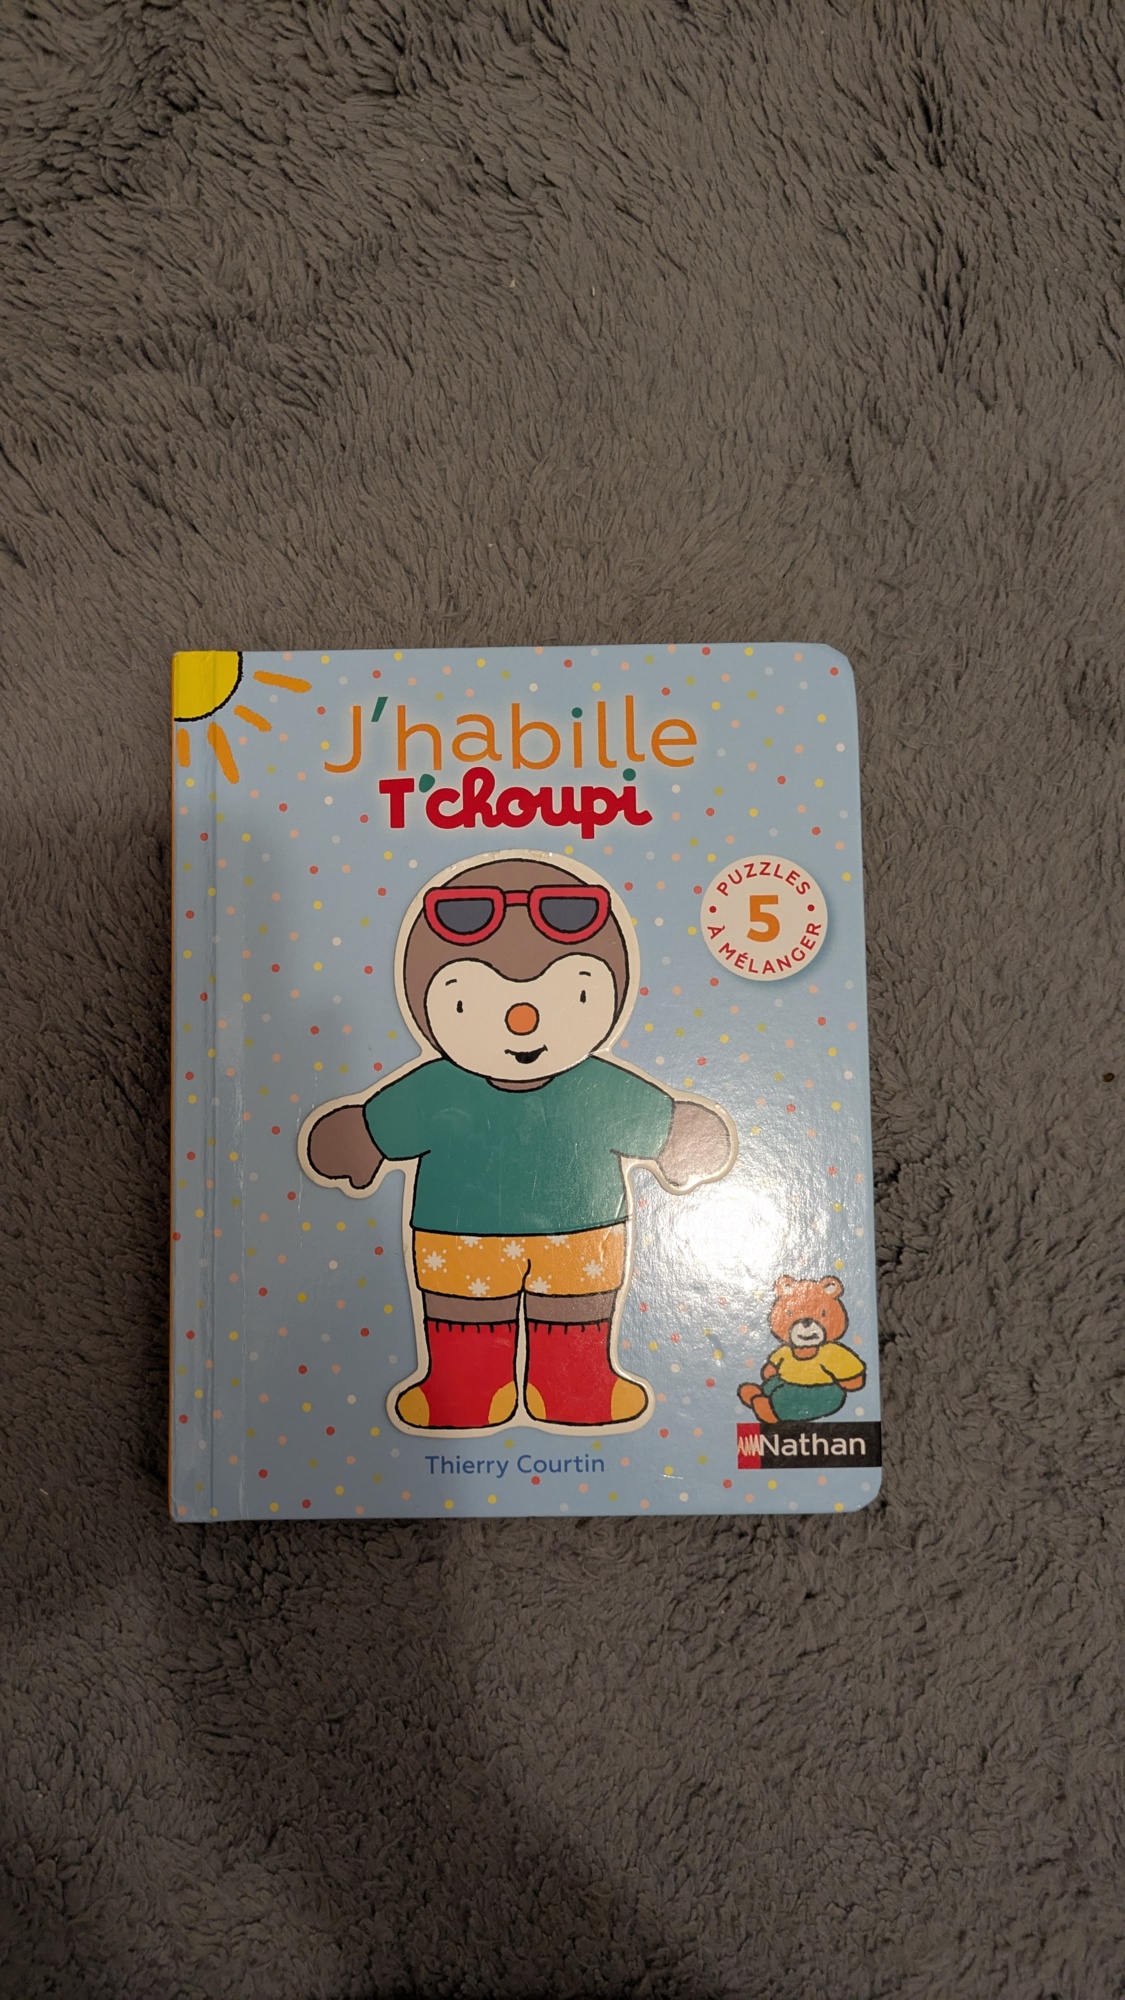 J'habille
T'choupi
PUZZLES
5
À MÉLANGER
Nathan
Thierry Courtin